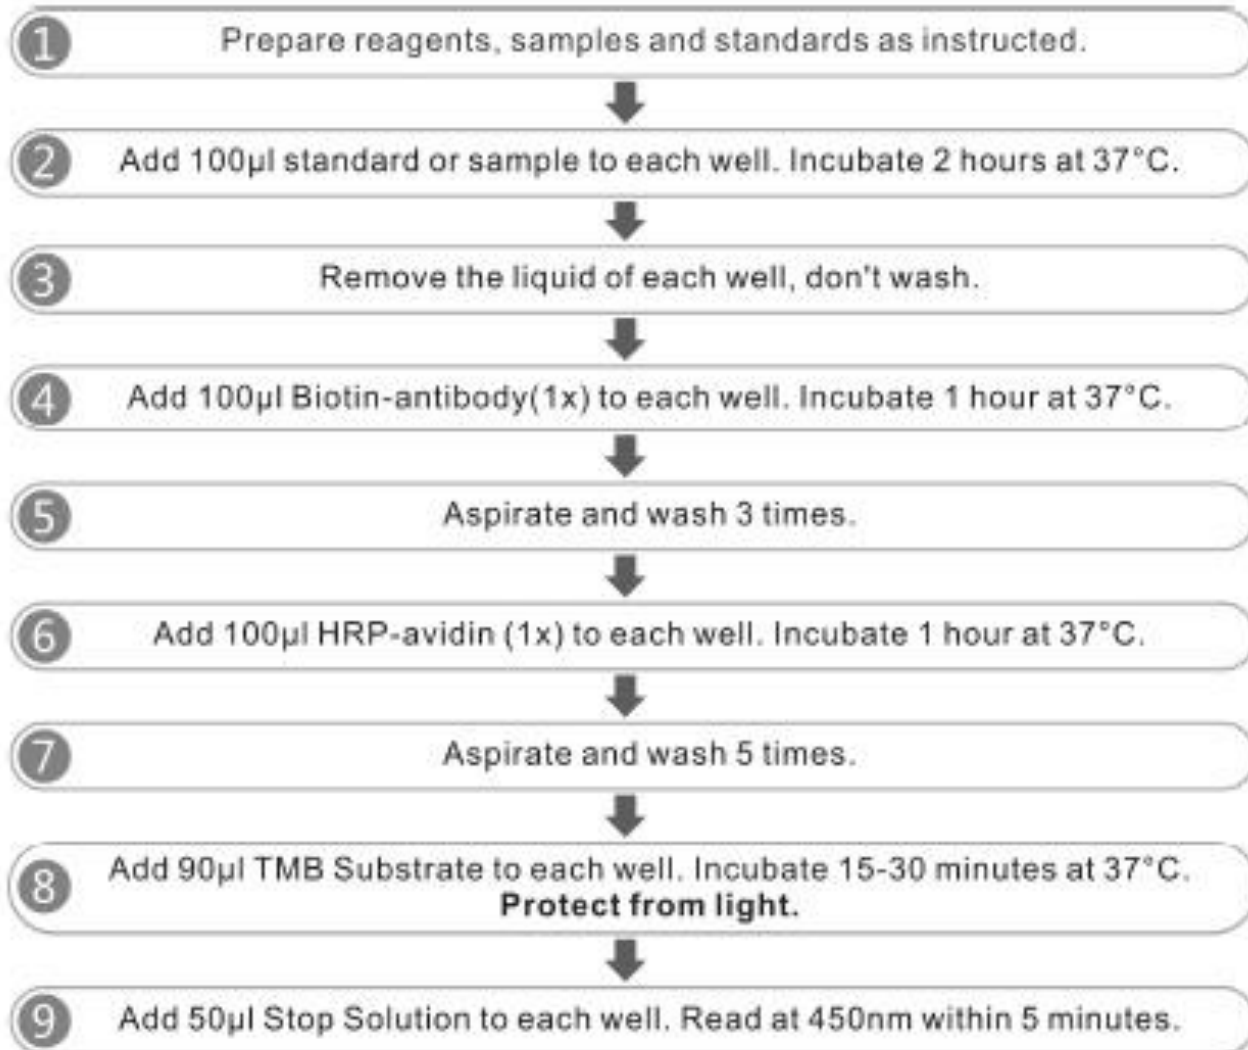 1 Prepare reagents, samples and standards as instructed.
2 Add 100μl standard or sample to each well. Incubate 2 hours at 37°C.
3 Remove the liquid of each well, don't wash.
4 Add 100μl Biotin-antibody(1x) to each well. Incubate 1 hour at 37°C.
5 Aspirate and wash 3 times.
6 Add 100μl HRP-avidin (1x) to each well. Incubate 1 hour at 37°C.
7 Aspirate and wash 5 times.
8 Add 90μl TMB Substrate to each well. Incubate 15-30 minutes at 37°C.
Protect from light.
9 Add 50μl Stop Solution to each well. Read at 450nm within 5 minutes.